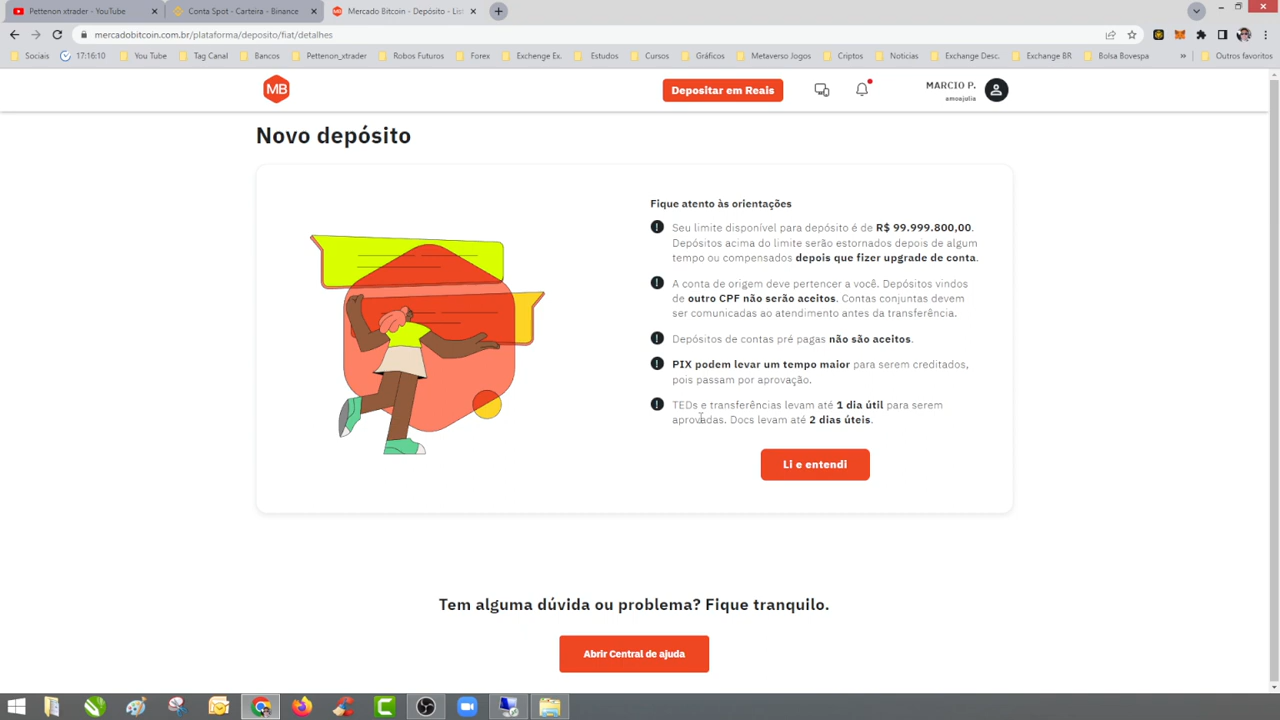 Pettenon xtrader - YouTube
Conta Spot - Carteira - Binance
Mercado Bitcoin - Depósito - Lis
mercadobitcoin.com.br/plataforma/deposito/fiat/detalhes
Sociais
17:16:10
You Tube
Tag Canal
Bancos
Pettenon_xtrader
Robos Futuros
Forex
Exchange Ex.
Estudos
Cursos
Gráficos
Metaverso Jogos
Criptos
Noticias
Exchange Desc.
Exchange BR
Bolsa Bovespa
»
Outros favoritos
MB
Depositar em Reais
MARCIO P.
amoajulia
Novo depósito
Fique atento às orientações
Seu limite disponível para depósito é de R$ 99.999.800,00.
Depósitos acima do limite serão estornados depois de algum
tempo ou compensados depois que fizer upgrade de conta.
A conta de origem deve pertencer a você. Depósitos vindos
de outro CPF não serão aceitos. Contas conjuntas devem
ser comunicadas ao atendimento antes da transferência.
Depósitos de contas pré pagas não são aceitos.
PIX podem levar um tempo maior para serem creditados,
pois passam por aprovação.
TEDs e transferências levam até 1 dia útil para serem
aprovadas. Docs levam até 2 dias úteis.
Li e entendi
Tem alguma dúvida ou problema? Fique tranquilo.
Abrir Central de ajuda